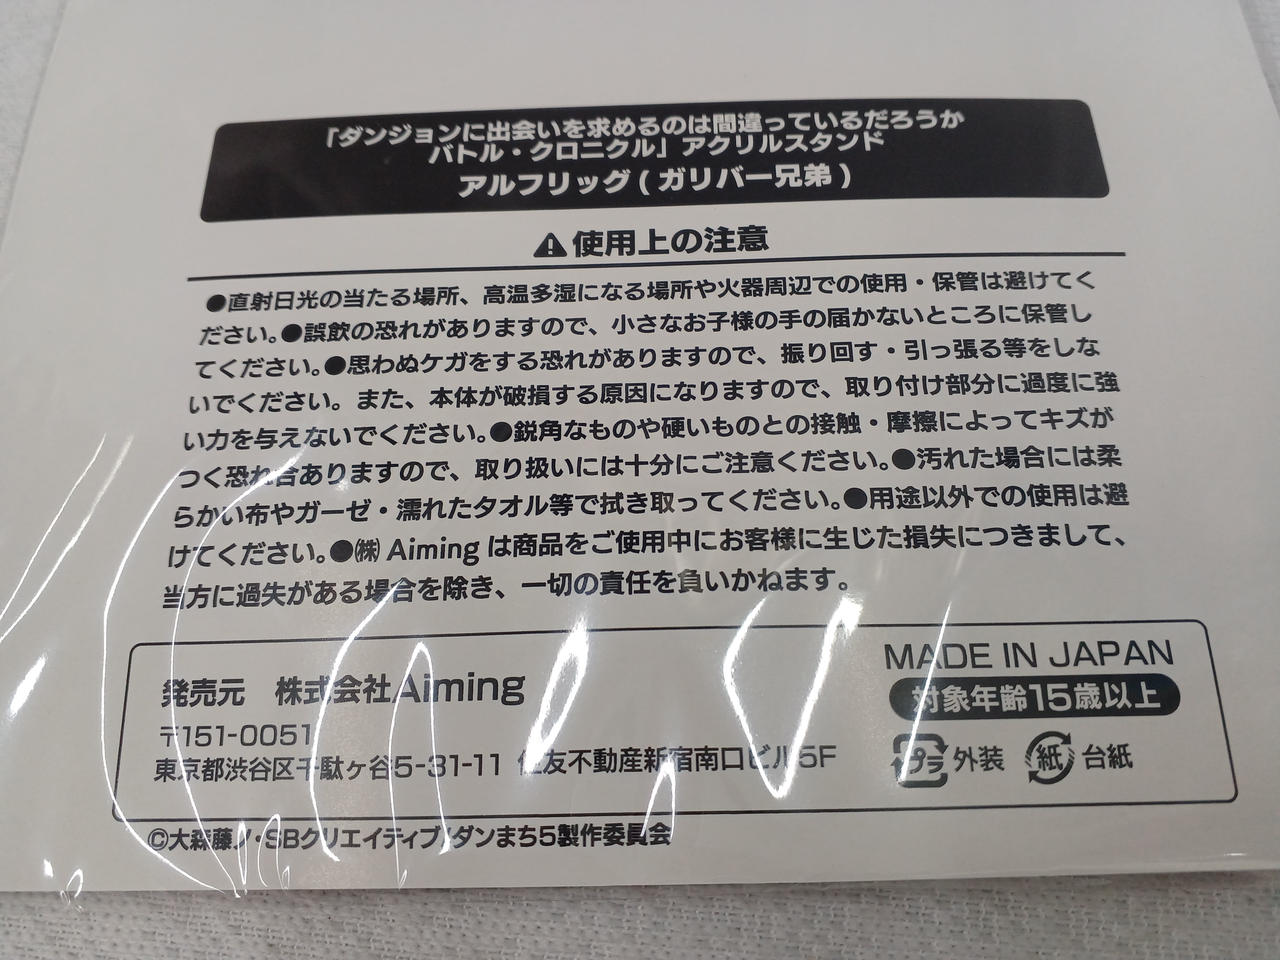 「ダンジョンに出会いを求めるのは間違っているだろうか
バトル・クロニクル」アクリルスタンド
アルフリッグ(ガリバー兄弟)
⚠使用上の注意
●直射日光の当たる場所、高温多湿になる場所や火器周辺での使用・保管は避けてく
ださい。●誤飲の恐れがありますので、小さなお子様の手の届かないところに保管し
てください。●思わぬケガをする恐れがありますので、振り回す・引っ張る等をしな
いでください。また、本体が破損する原因になりますので、取り付け部分に過度に強
い力を与えないでください。●鋭角なものや硬いものとの接触・摩擦によってキズが
つく恐れ合ありますので、取り扱いには十分にご注意ください。●汚れた場合には柔
らかい布やガーゼ・濡れたタオル等で拭き取ってください。●用途以外での使用は避
けてください。●㈱Aimingは商品をご使用中にお客様に生じた損失につきまして、
当方に過失がある場合を除き、一切の責任を負いかねます。
発売元 株式会社Aiming
〒151-0051
東京都渋谷区千駄ヶ谷5-31-11 住友不動産新宿南口ビル5F
MADE IN JAPAN
対象年齢15歳以上
プラ 外装 紙 台紙
©大森藤ノ・SBクリエイティブ/ダンまち5製作委員会